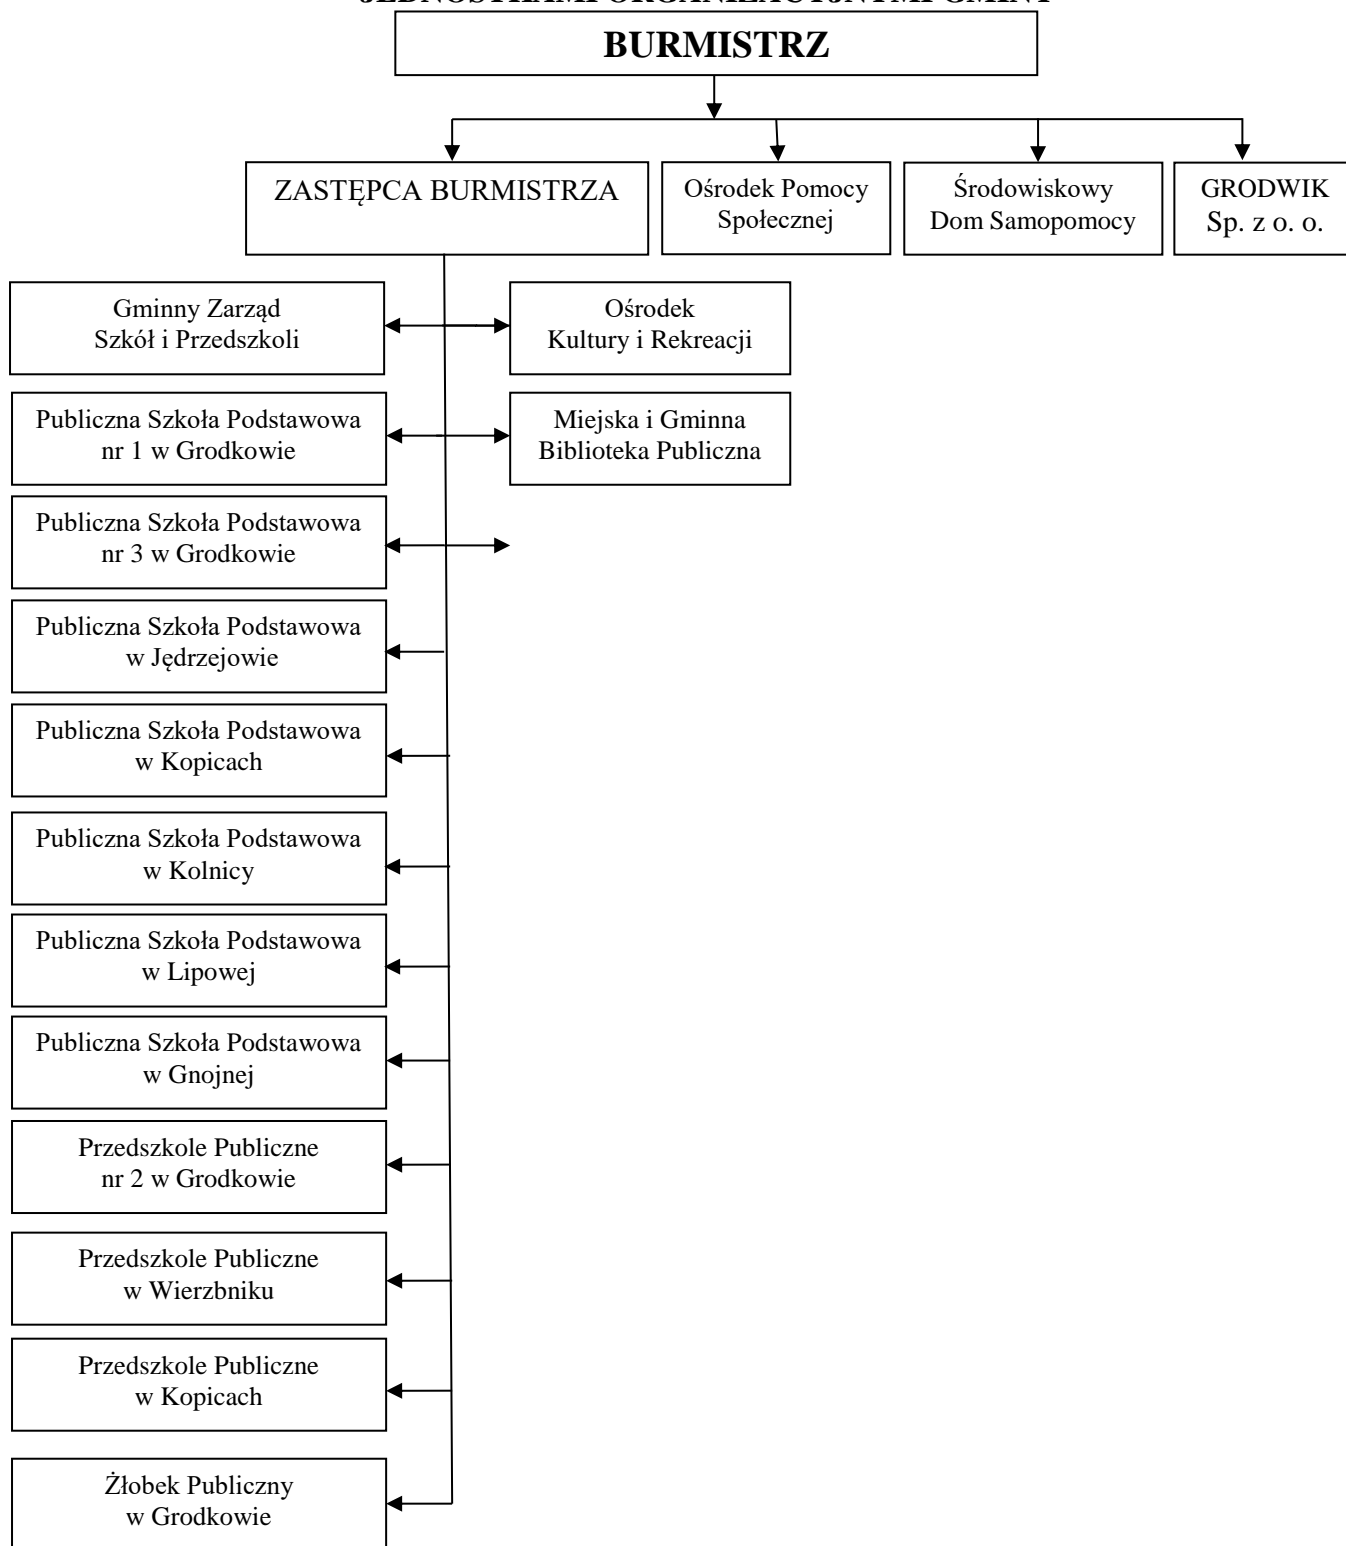 JEDNOSTKAMI ORGANIZACYJNYMI GMINY
BURMISTRZ
ZASTĘPCA BURMISTRZA
Ośrodek Pomocy
Społecznej
Środowiskowy
Dom Samopomocy
GRODWIK
Sp. z o. o.
Gminny Zarząd
Szkół i Przedszkoli
Ośrodek
Kultury i Rekreacji
Publiczna Szkoła Podstawowa
nr 1 w Grodkowie
Miejska i Gminna
Biblioteka Publiczna
Publiczna Szkoła Podstawowa
nr 3 w Grodkowie
Publiczna Szkoła Podstawowa
w Jędrzejowie
Publiczna Szkoła Podstawowa
w Kopicach
Publiczna Szkoła Podstawowa
w Kolnicy
Publiczna Szkoła Podstawowa
w Lipowej
Publiczna Szkoła Podstawowa
w Gnojnej
Przedszkole Publiczne
nr 2 w Grodkowie
Przedszkole Publiczne
w Wierzbniku
Przedszkole Publiczne
w Kopicach
Żłobek Publiczny
w Grodkowie